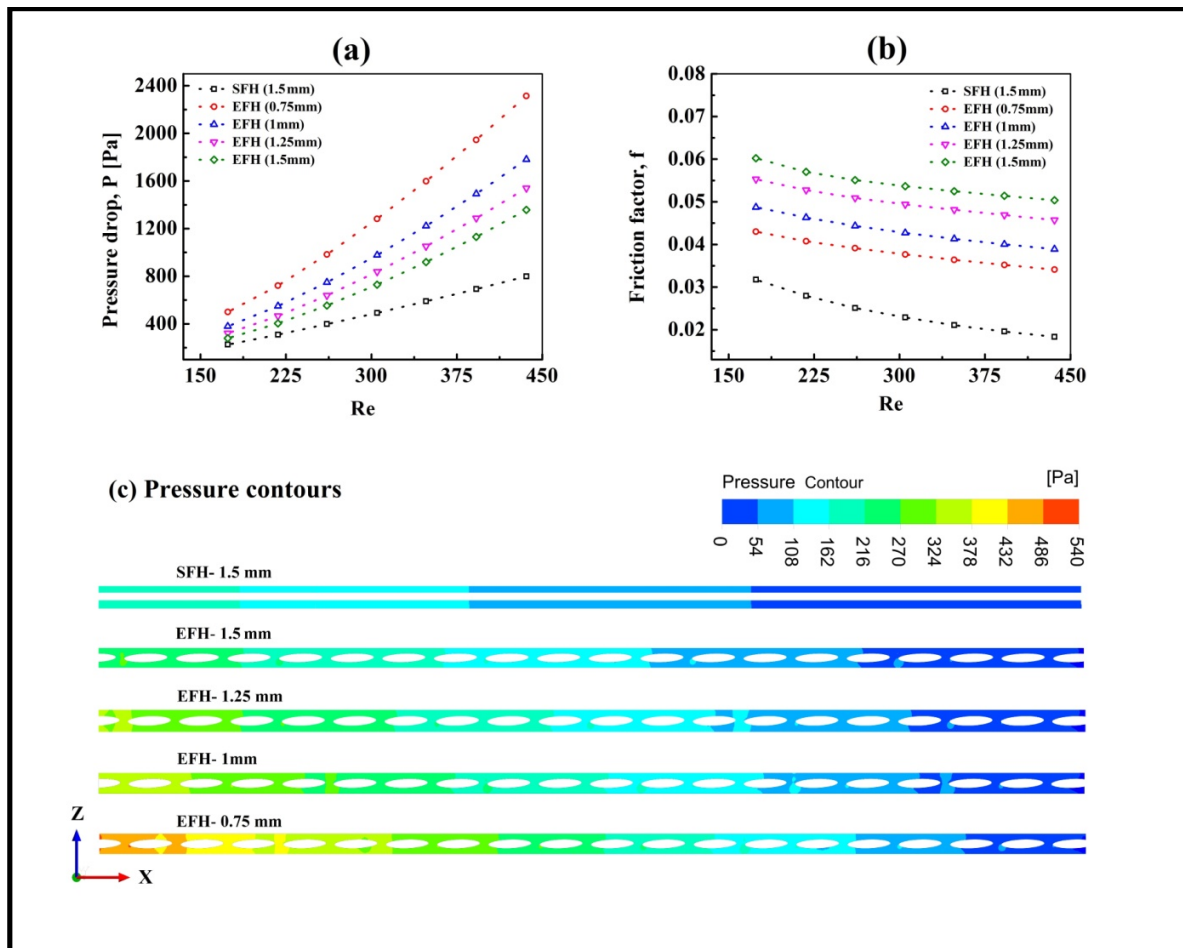 (a)
Pressure drop, P [Pa]
2400
2000
1600
1200
800
400
SFH (1.5mm)
EFH (0.75mm)
EFH (1mm)
EFH (1.25mm)
EFH (1.5mm)
150 225 300 375 450
Re
(b)
Friction factor, f
0.08
0.07
0.06
0.05
0.04
0.03
0.02
SFH (1.5mm)
EFH (0.75mm)
EFH (1mm)
EFH (1.25mm)
EFH (1.5mm)
150 225 300 375 450
Re
(c) Pressure contours
Pressure Contour [Pa]
0 54 108 162 216 270 324 378 432 486 540
SFH- 1.5 mm
EFH- 1.5 mm
EFH- 1.25 mm
EFH- 1mm
EFH- 0.75 mm
Z
X